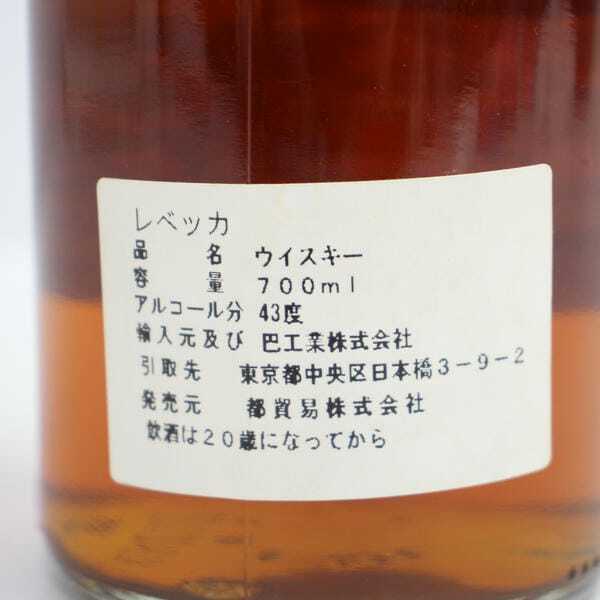 レベッカ
品名 ウイスキー
容量 700ml
アルコール分 43度
輸入元及び 巴工業株式会社
引取先 東京都中央区日本橋3-9-2
発売元 都貿易株式会社
飲酒は20歳になってから